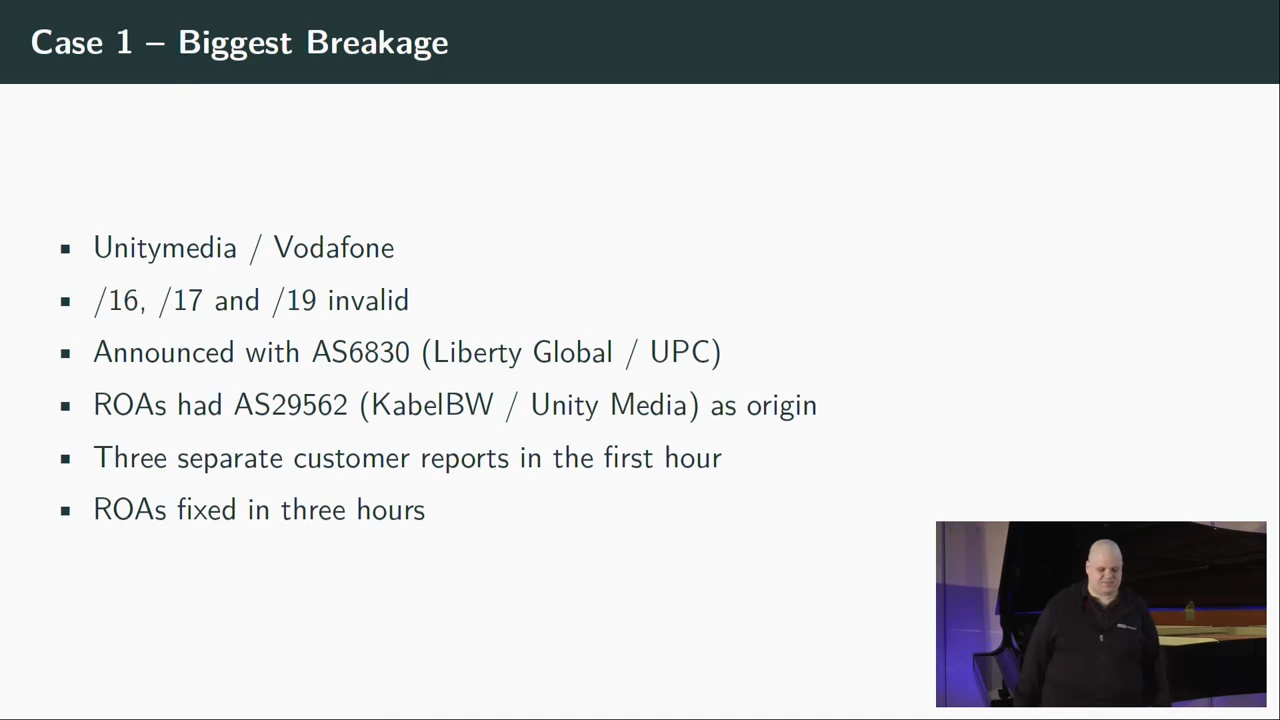 Case 1 – Biggest Breakage
Unitymedia / Vodafone
/16, /17 and /19 invalid
Announced with AS6830 (Liberty Global / UPC)
ROAs had AS29562 (KabelBW / Unity Media) as origin
Three separate customer reports in the first hour
ROAs fixed in three hours